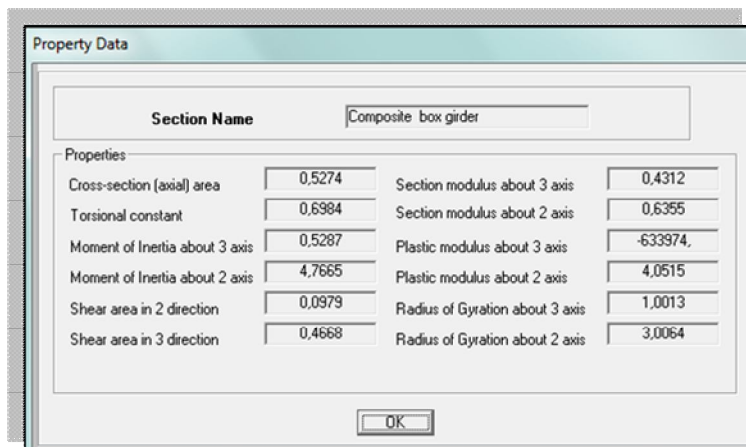 Property Data
Section Name Composite box girder
Properties
Cross-section (axial) area 0,5274 Section modulus about 3 axis 0,4312
Torsional constant 0,6984 Section modulus about 2 axis 0,6355
Moment of Inertia about 3 axis 0,5287 Plastic modulus about 3 axis -633974,
Moment of Inertia about 2 axis 4,7665 Plastic modulus about 2 axis 4,0515
Shear area in 2 direction 0,0979 Radius of Gyration about 3 axis 1,0013
Shear area in 3 direction 0,4668 Radius of Gyration about 2 axis 3,0064
OK